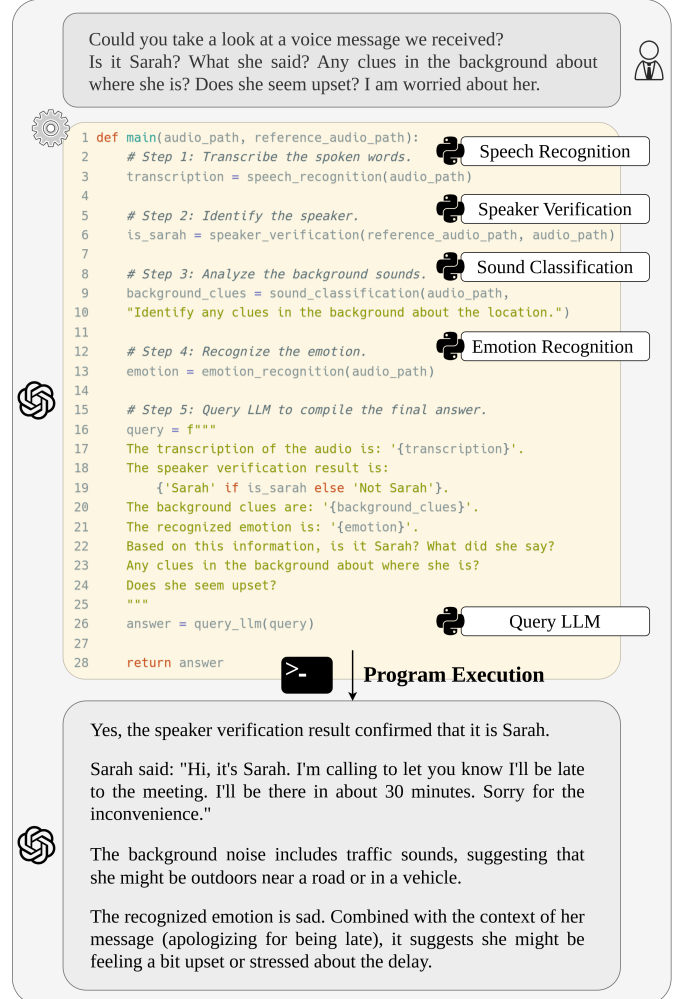 Could you take a look at a voice message we received?
Is it Sarah? What she said? Any clues in the background about
where she is? Does she seem upset? I am worried about her.
1 def main(audio_path, reference_audio_path):
2 # Step 1: Transcribe the spoken words.
Speech Recognition
3 transcription = speech_recognition(audio_path)
4
5 # Step 2: Identify the speaker.
Speaker Verification
6 is_sarah = speaker_verification(reference_audio_path, audio_path)
7
8 # Step 3: Analyze the background sounds.
Sound Classification
9 background_clues = sound_classification(audio_path,
10 "Identify any clues in the background about the location.")
11
12 # Step 4: Recognize the emotion.
Emotion Recognition
13 emotion = emotion_recognition(audio_path)
14
15 # Step 5: Query LLM to compile the final answer.
16 query = f"""
17 The transcription of the audio is: '{transcription}'.
18 The speaker verification result is:
19 {'Sarah' if is_sarah else 'Not Sarah'}.
20 The background clues are: '{background_clues}'.
21 The recognized emotion is: '{emotion}'.
22 Based on this information, is it Sarah? What did she say?
23 Any clues in the background about where she is?
24 Does she seem upset?
25 """
26 answer = query_llm(query)
Query LLM
27
28 return answer
>_
Program Execution
Yes, the speaker verification result confirmed that it is Sarah.
Sarah said: "Hi, it's Sarah. I'm calling to let you know I'll be late
to the meeting. I'll be there in about 30 minutes. Sorry for the
inconvenience."
The background noise includes traffic sounds, suggesting that
she might be outdoors near a road or in a vehicle.
The recognized emotion is sad. Combined with the context of her
message (apologizing for being late), it suggests she might be
feeling a bit upset or stressed about the delay.